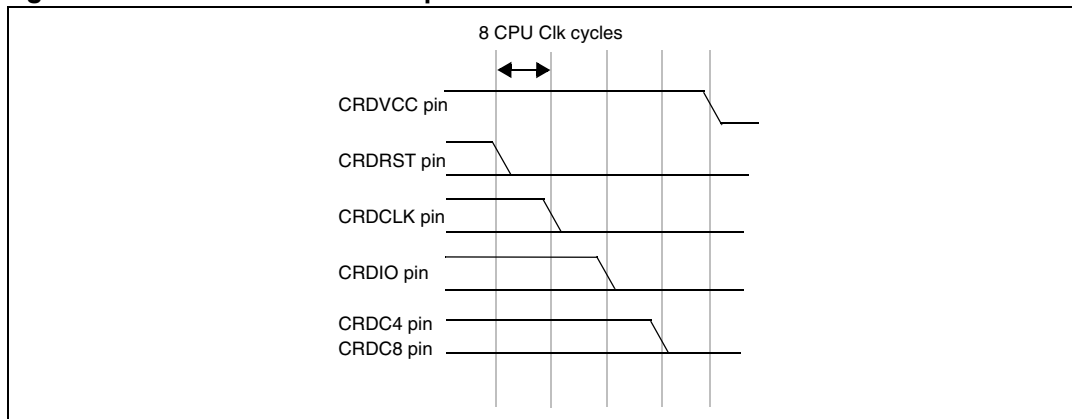 8 CPU Clk cycles
CRDVCC pin
CRDRST pin
CRDCLK pin
CRDIO pin
CRDC4 pin
CRDC8 pin